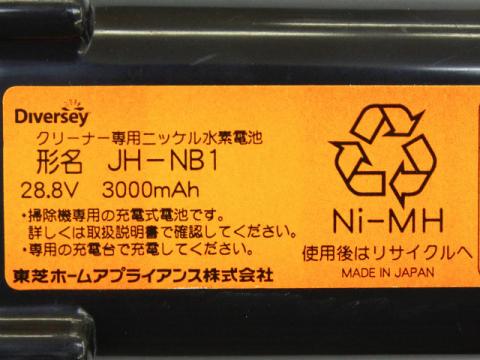 Diversey
クリーナー専用ニッケル水素電池
形名 JH-NB1
28.8V 3000mAh
・掃除機専用の充電式電池です。
詳しくは取扱説明書で確認してください。
・専用の充電台で充電してください。
東芝ホームアプライアンス株式会社
Ni-MH
使用後はリサイクルへ
MADE IN JAPAN